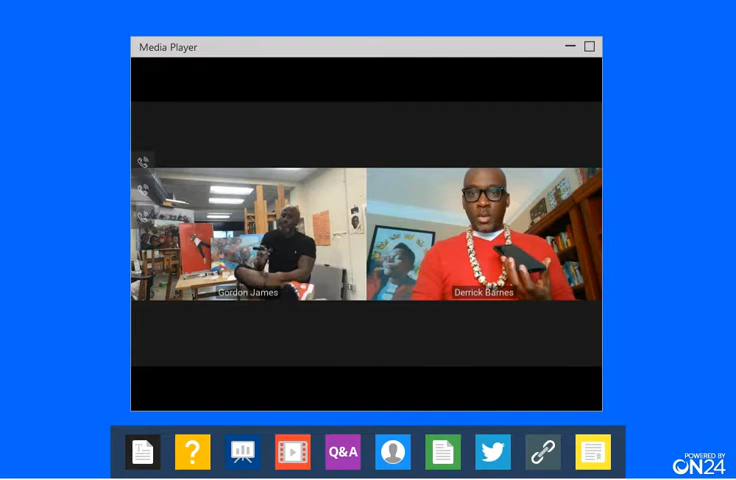 Media Player
Gordon James
Derrick Barnes
?
Q&A
POWERED BY
ON24